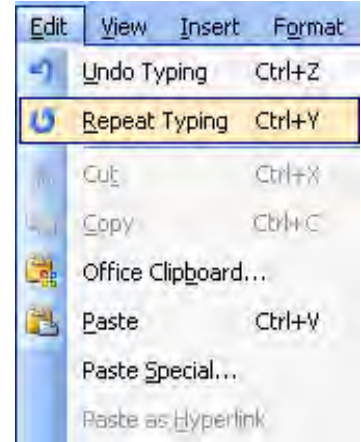 Edit View Insert Format
Undo Typing Ctrl+Z
Repeat Typing Ctrl+Y
Cut Ctrl+X
Copy Ctrl+C
Office Clipboard...
Paste Ctrl+V
Paste Special...
Paste as Hyperlink